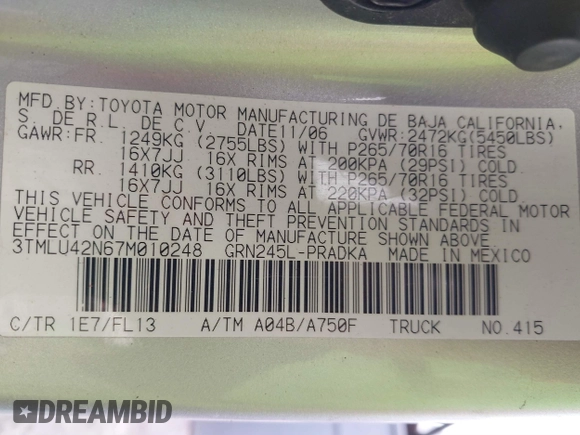 MFD.BY:TOYOTA MOTOR MANUFACTURING DE BAJA CALIFORNIA,
S. DE R.L. DE C.V. DATE11/06 GVWR:2472KG(5450LBS)
GAWR:FR. 1249KG (2755LBS) WITH P265/70R16 TIRES
16X7JJ 16X RIMS AT 200KPA (29PSI) COLD
RR. 1410KG (3110LBS) WITH P265/70R16 TIRES
16X7JJ 16X RIMS AT 220KPA (32PSI) COLD
THIS VEHICLE CONFORMS TO ALL APPLICABLE FEDERAL MOTOR
VEHICLE SAFETY AND THEFT PREVENTION STANDARDS IN
EFFECT ON THE DATE OF MANUFACTURE SHOWN ABOVE.
3TMLU42N67M010248 GRN245L-PRADKA MADE IN MEXICO
C/TR 1E7/FL13 A/TM A04B/A750F TRUCK NO.415
DREAMBID